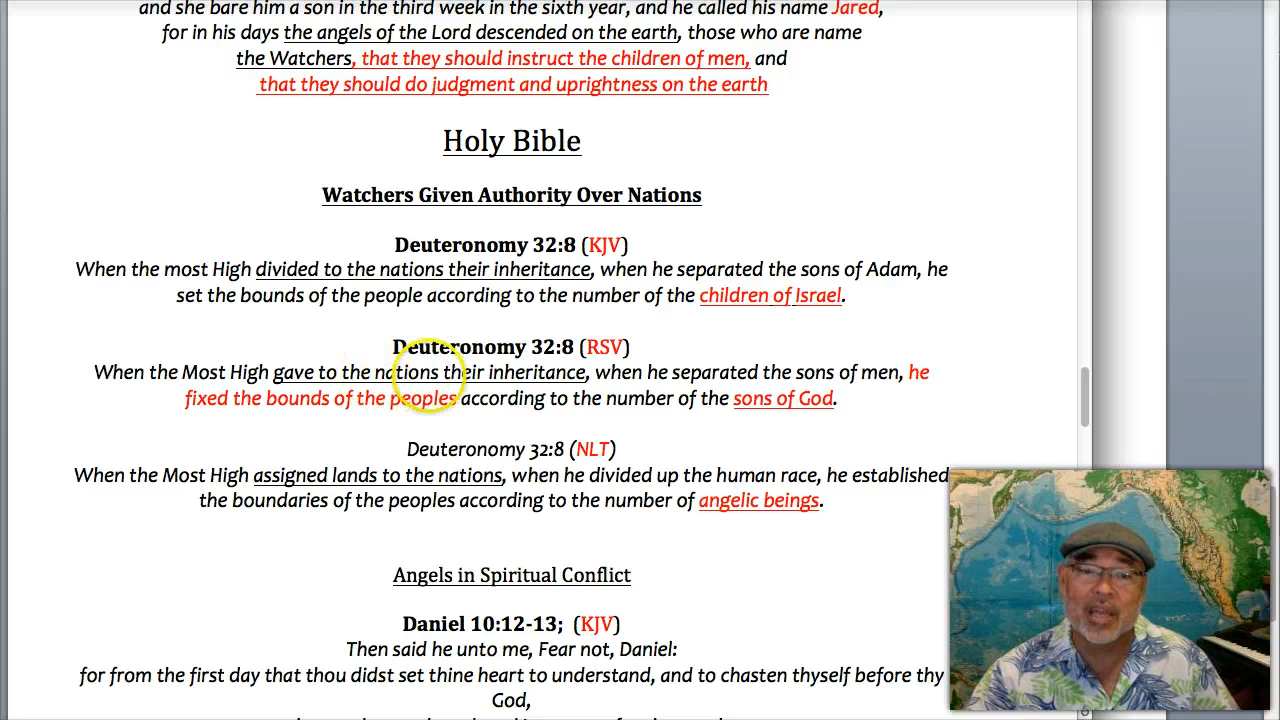 and she bare him a son in the third week in the sixth year, and he called his name Jared,
for in his days the angels of the Lord descended on the earth, those who are name
the Watchers, that they should instruct the children of men, and
that they should do judgment and uprightness on the earth
Holy Bible
Watchers Given Authority Over Nations
Deuteronomy 32:8 (KJV)
When the most High divided to the nations their inheritance, when he separated the sons of Adam, he
set the bounds of the people according to the number of the children of Israel.
Deuteronomy 32:8 (RSV)
When the Most High gave to the nations their inheritance, when he separated the sons of men, he
fixed the bounds of the peoples according to the number of the sons of God.
Deuteronomy 32:8 (NLT)
When the Most High assigned lands to the nations, when he divided up the human race, he established
the boundaries of the peoples according to the number of angelic beings.
Angels in Spiritual Conflict
Daniel 10:12-13; (KJV)
Then said he unto me, Fear not, Daniel:
for from the first day that thou didst set thine heart to understand, and to chasten thyself before thy
God,